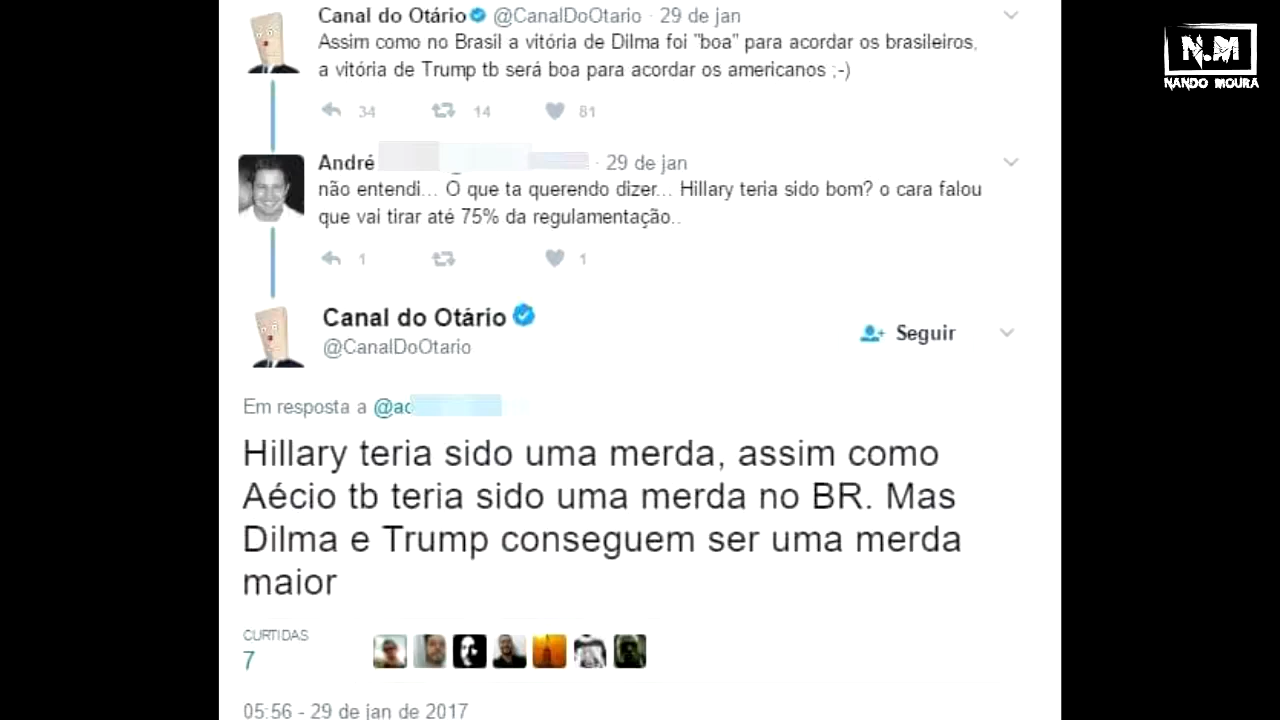 Canal do Otário @CanalDoOtario · 29 de jan
Assim como no Brasil a vitória de Dilma foi "boa" para acordar os brasileiros,
a vitória de Trump tb será boa para acordar os americanos ;-)
34 14 81
André · 29 de jan
não entendi... O que ta querendo dizer... Hillary teria sido bom? o cara falou
que vai tirar até 75% da regulamentação..
1 1
Canal do Otário
@CanalDoOtario
Seguir
Em resposta a @ad
Hillary teria sido uma merda, assim como
Aécio tb teria sido uma merda no BR. Mas
Dilma e Trump conseguem ser uma merda
maior
CURTIDAS
7
05:56 - 29 de jan de 2017
N.M
NANDO MOURA